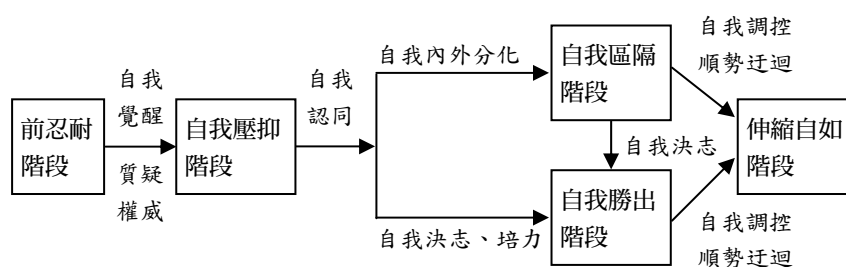 前忍耐
階段
自我
覺醒
質疑
權威
自我壓抑
階段
自我
認同
自我內外分化
自我決志、培力
自我區隔
階段
自我決志
自我勝出
階段
自我調控
順勢迂迴
自我調控
順勢迂迴
伸縮自如
階段